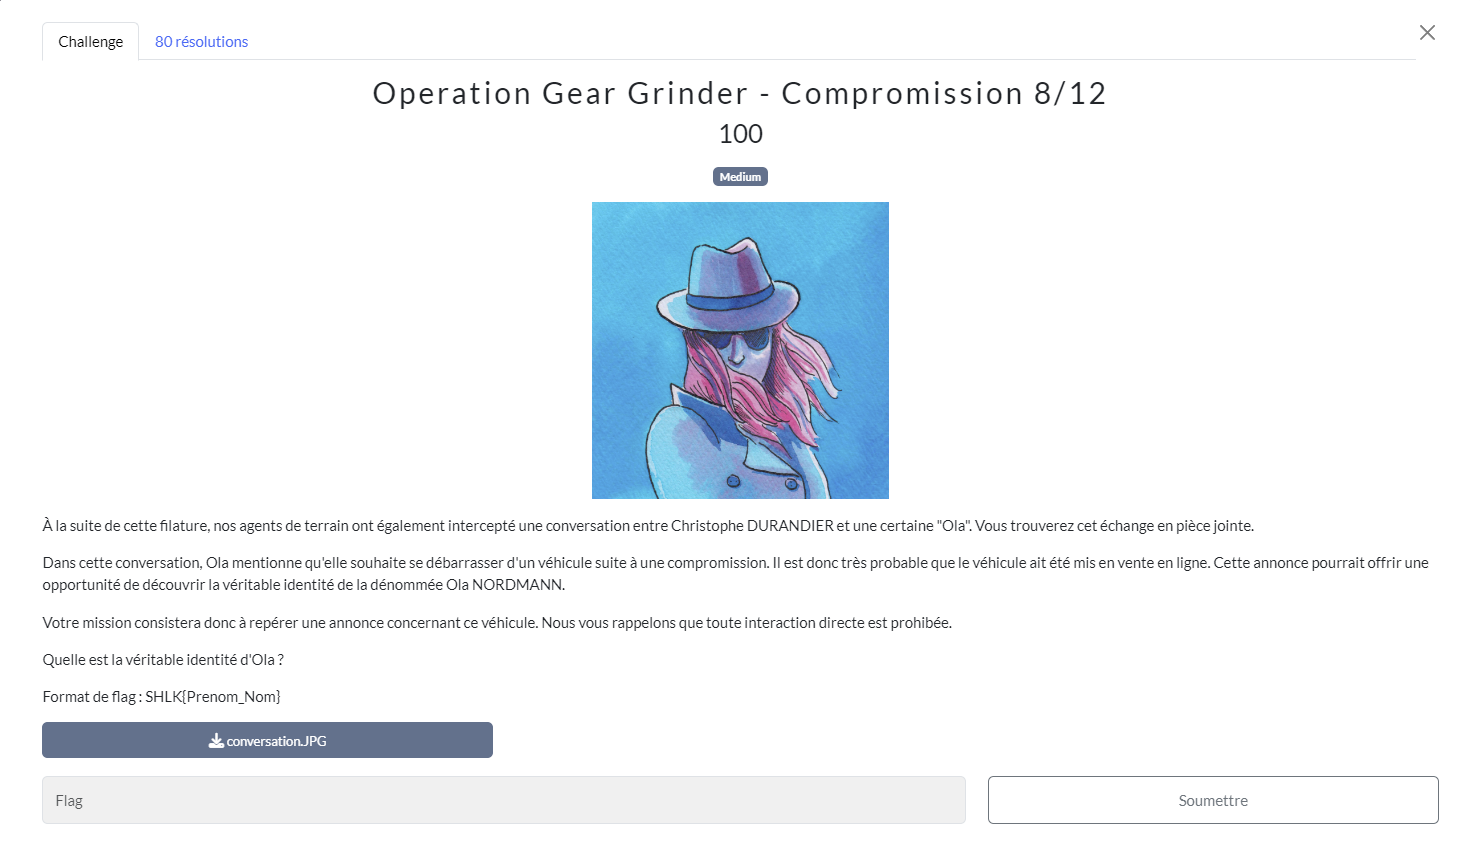 Challenge
80 résolutions
Operation Gear Grinder - Compromission 8/12
100
Medium
À la suite de cette filature, nos agents de terrain ont également intercepté une conversation entre Christophe DURANDIER et une certaine "Ola". Vous trouverez cet échange en pièce jointe.
Dans cette conversation, Ola mentionne qu'elle souhaite se débarrasser d'un véhicule suite à une compromission. Il est donc très probable que le véhicule ait été mis en vente en ligne. Cette annonce pourrait offrir une
opportunité de découvrir la véritable identité de la dénommée Ola NORDMANN.
Votre mission consistera donc à repérer une annonce concernant ce véhicule. Nous vous rappelons que toute interaction directe est prohibée.
Quelle est la véritable identité d'Ola ?
Format de flag : SHLK{Prenom_Nom}
conversation.JPG
Flag
Soumettre